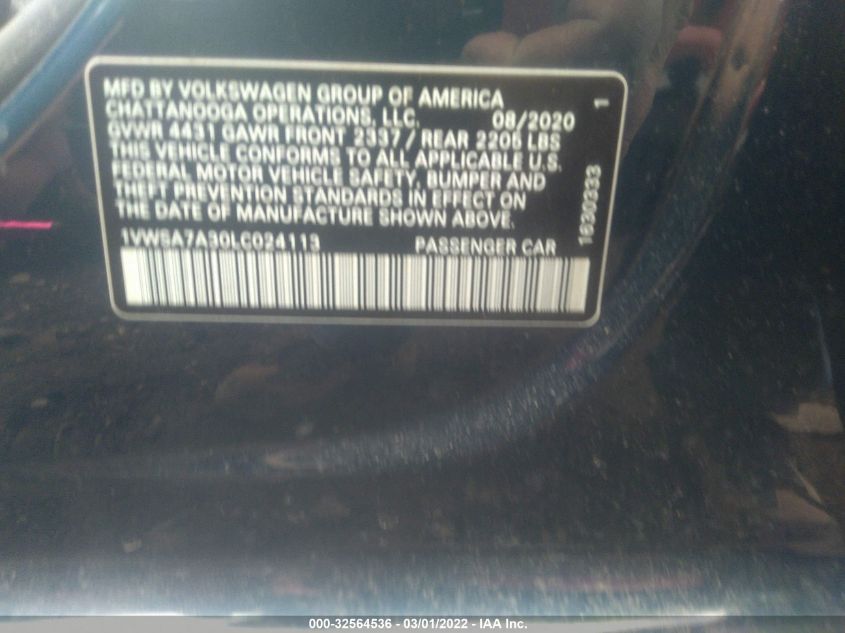 MFD BY VOLKSWAGEN GROUP OF AMERICA
CHATTANOOGA OPERATIONS, LLC. 08/2020
GVWR 4431 GAWR FRONT 2337 / REAR 2205 LBS
THIS VEHICLE CONFORMS TO ALL APPLICABLE U.S.
FEDERAL MOTOR VEHICLE SAFETY, BUMPER AND
THEFT PREVENTION STANDARDS IN EFFECT ON
THE DATE OF MANUFACTURE SHOWN ABOVE.
1VWSA7A30LC024113 PASSENGER CAR
1630333 1
000-32564536 - 03/01/2022 - IAA Inc.